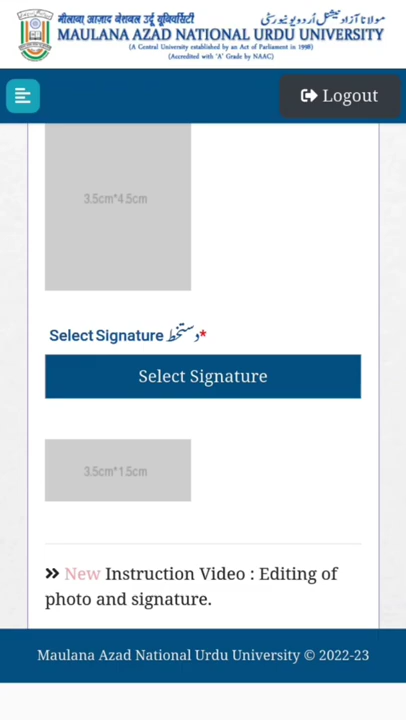 मौलाना आज़ाद नेशनल उर्दू यूनिवर्सिटी مولانا آزاد نیشنل اُردو یونیورسٹی
MAULANA AZAD NATIONAL URDU UNIVERSITY
(A Central University established by an Act of Parliament in 1998)
(Accredited with 'A' Grade by NAAC)
Logout
3.5cm*4.5cm
Select Signature دستخط*
Select Signature
3.5cm*1.5cm
New Instruction Video : Editing of
photo and signature.
Maulana Azad National Urdu University © 2022-23